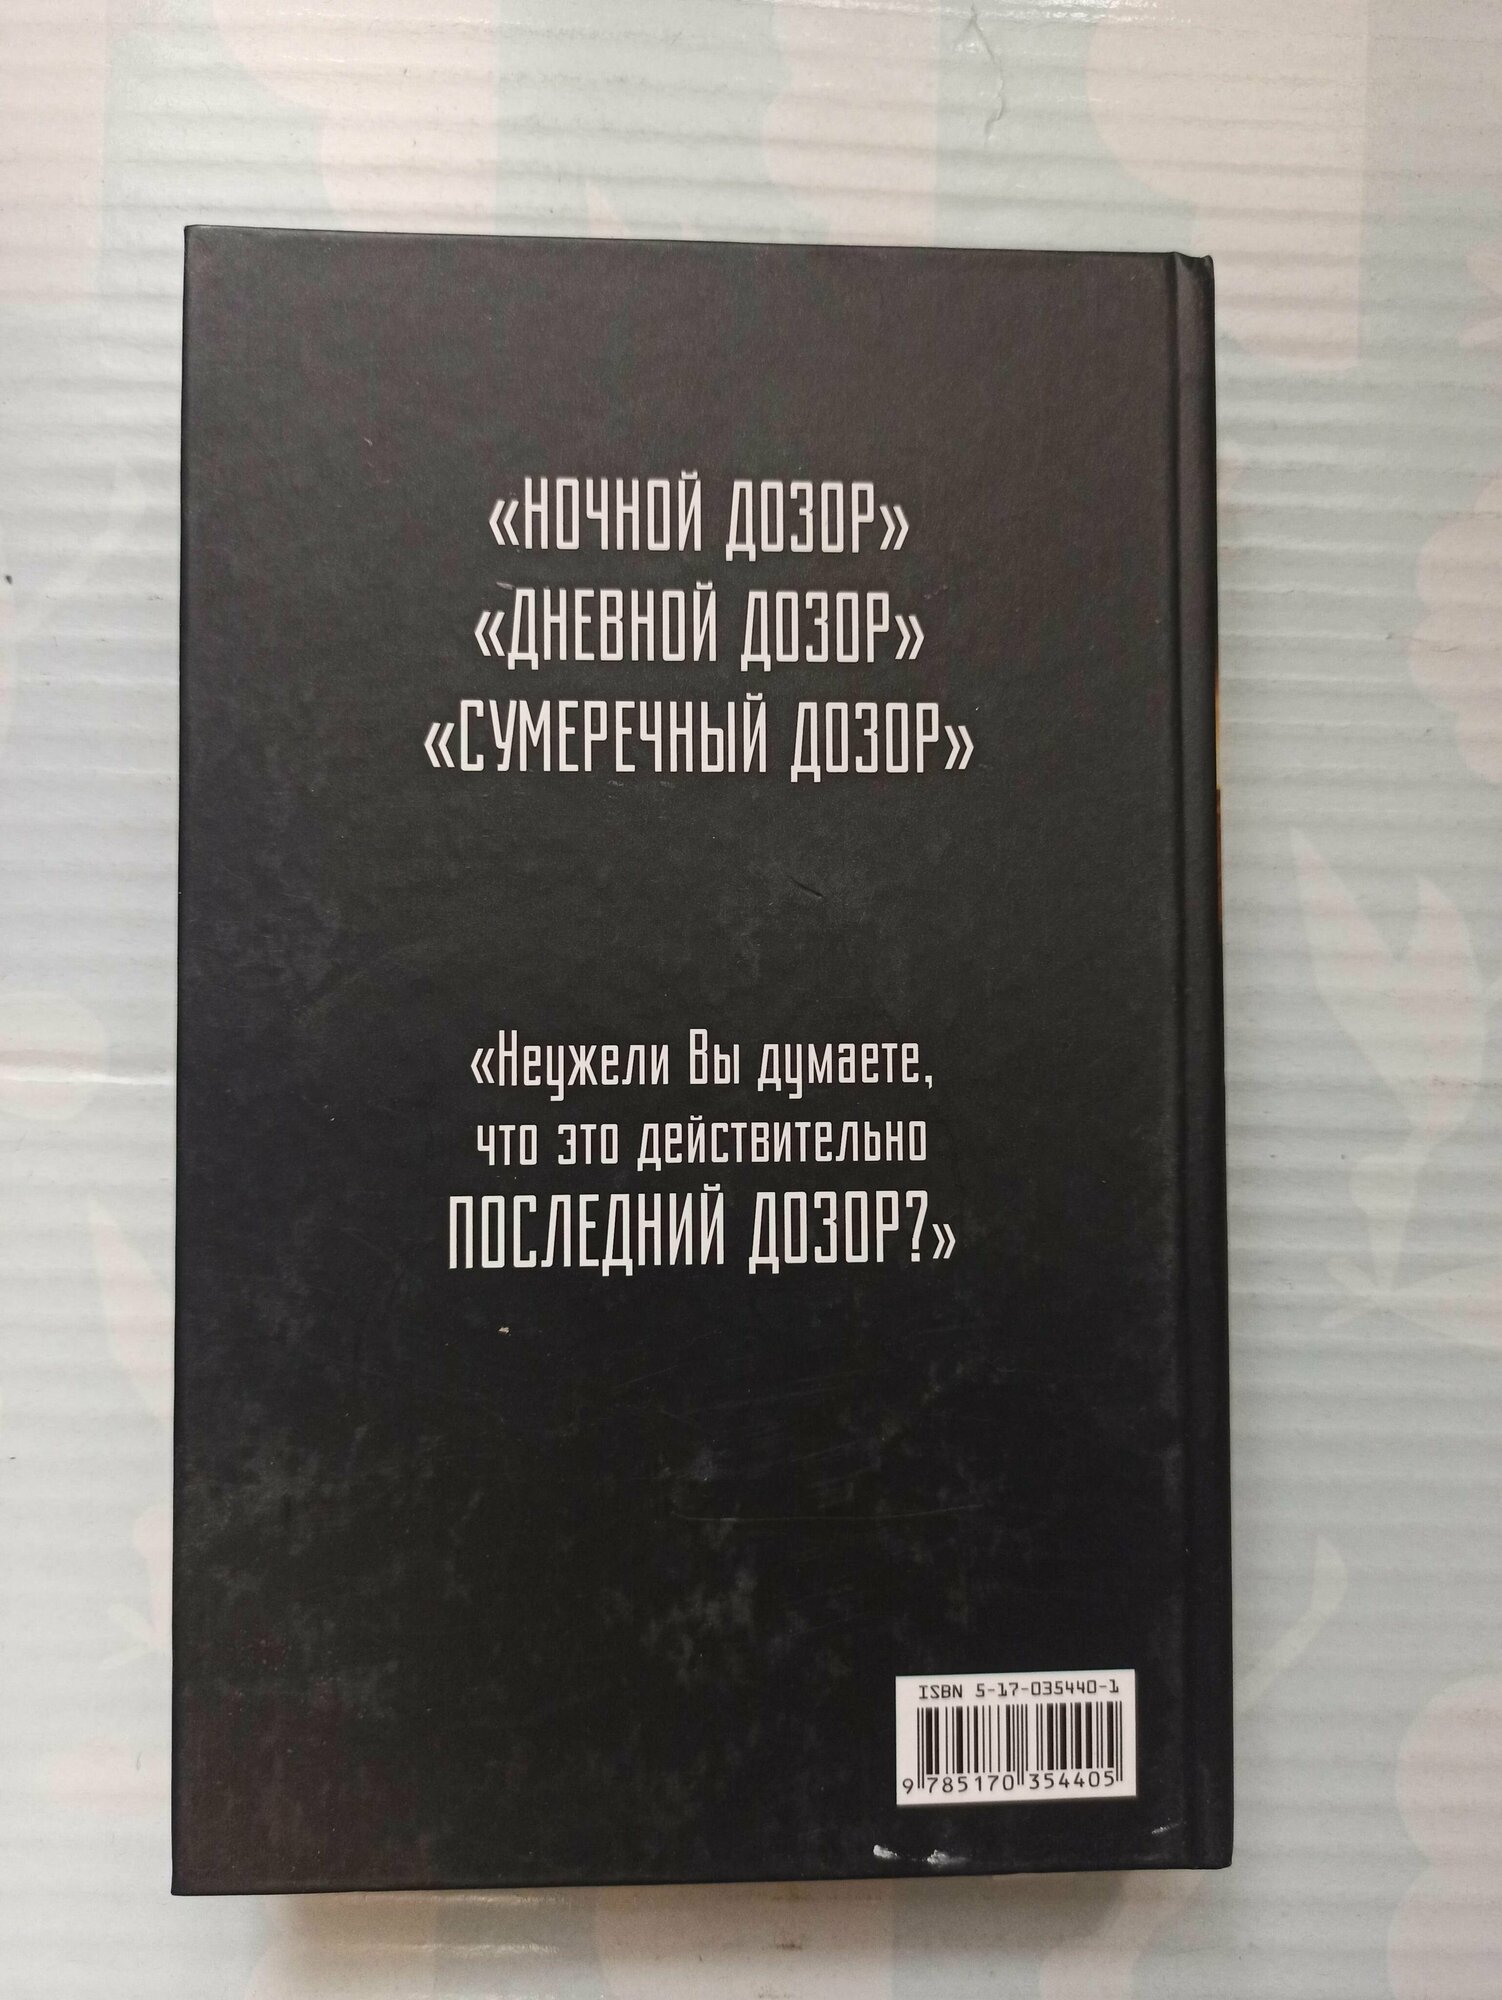 «НОЧНОЙ ДОЗОР»
«ДНЕВНОЙ ДОЗОР»
«СУМЕРЕЧНЫЙ ДОЗОР»
«Неужели Вы думаете,
что это действительно
ПОСЛЕДНИЙ ДОЗОР?»
ISBN 5-17-035440-1
9 785170 354405